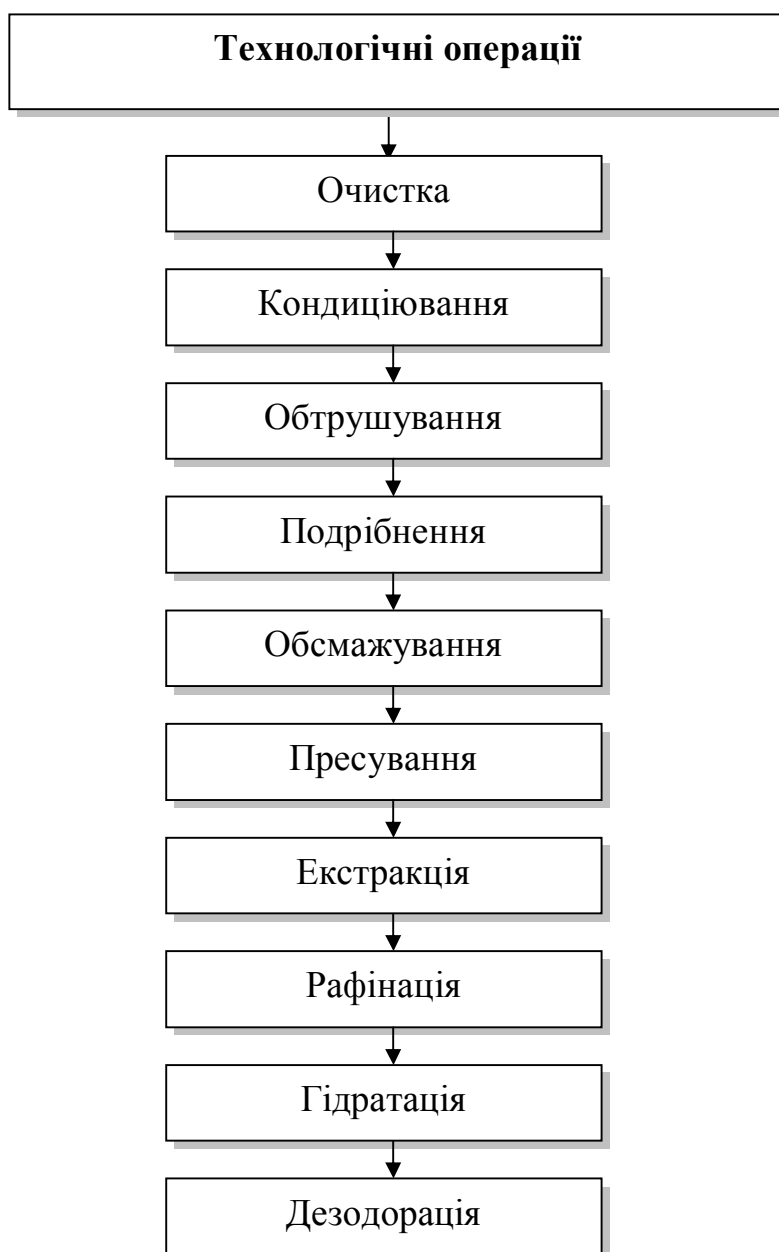 Технологічні операції
Очистка
Кондиціювання
Обтрушування
Подрібнення
Обсмажування
Пресування
Екстракція
Рафінація
Гідратація
Дезодорація